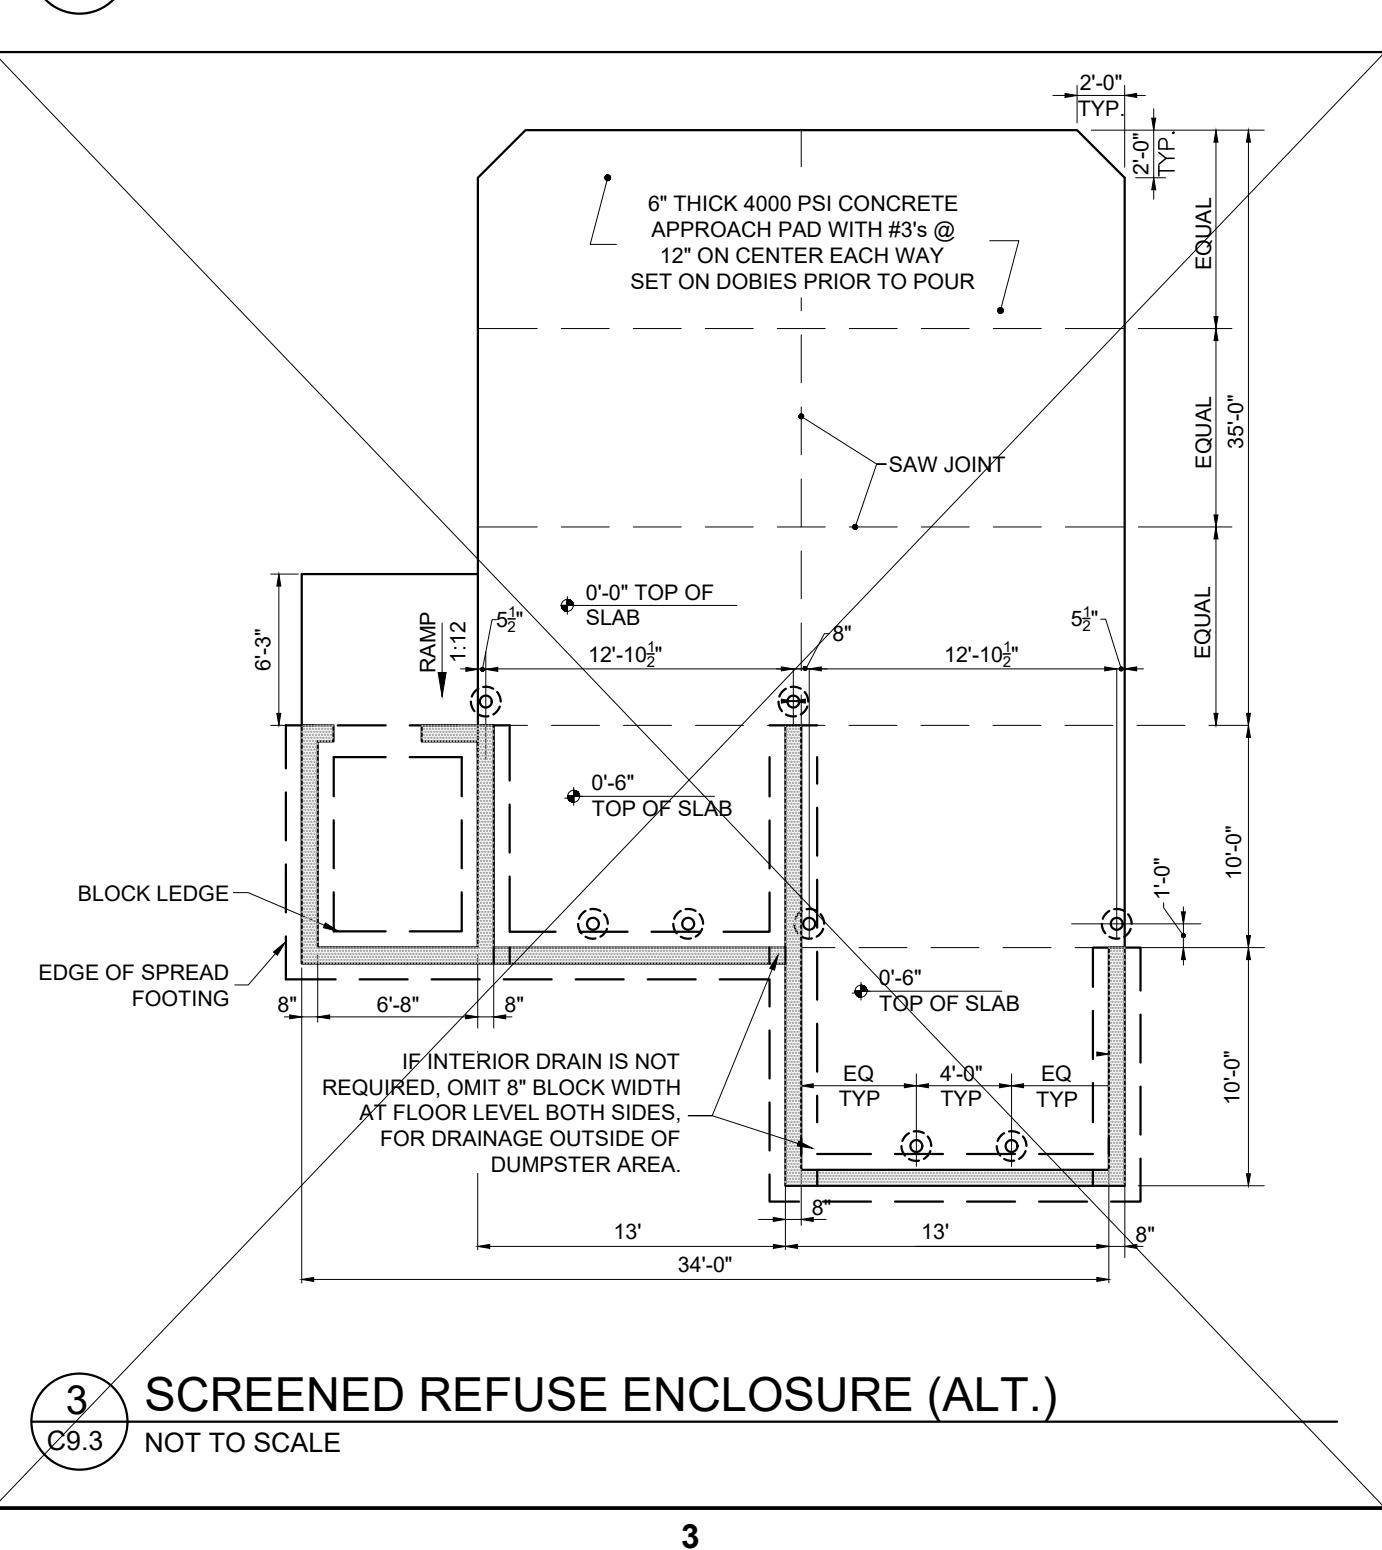 2'-0"
TYP.
2'-0"
TYP.
6" THICK 4000 PSI CONCRETE
APPROACH PAD WITH #3's @
12" ON CENTER EACH WAY
SET ON DOBIES PRIOR TO POUR
EQUAL
EQUAL
35'-0"
SAW JOINT
0'-0" TOP OF
SLAB
EQUAL
6'-3"
RAMP
1:12
5½"
12'-10½"
8"
12'-10½"
5½"
0'-6"
TOP OF SLAB
10'-0"
1'-0"
BLOCK LEDGE
EDGE OF SPREAD
FOOTING
8"
6'-8"
8"
0'-6"
TOP OF SLAB
IF INTERIOR DRAIN IS NOT
REQUIRED, OMIT 8" BLOCK WIDTH
AT FLOOR LEVEL BOTH SIDES,
FOR DRAINAGE OUTSIDE OF
DUMPSTER AREA.
EQ
TYP
4'-0"
TYP
EQ
TYP
10'-0"
8"
13'
13'
8"
34'-0"
3
C9.3
SCREENED REFUSE ENCLOSURE (ALT.)
NOT TO SCALE
3